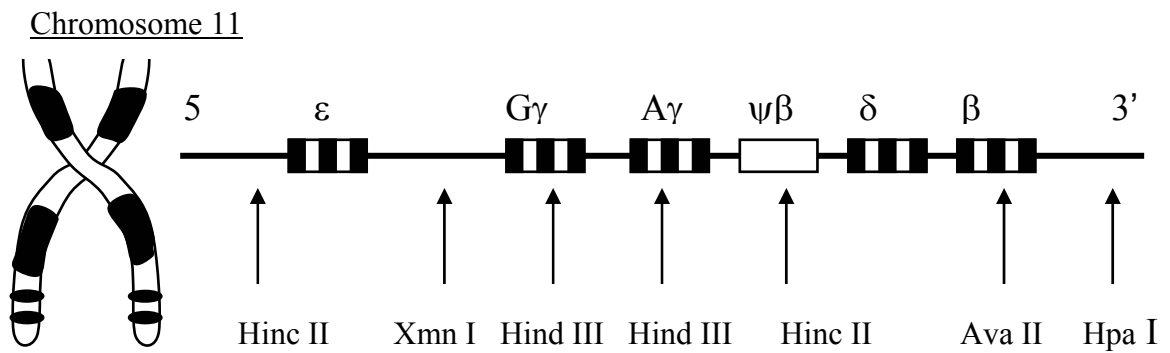 Chromosome 11
5 ε Gγ Aγ ψβ δ β 3’
Hinc II Xmn I Hind III Hind III Hinc II Ava II Hpa I